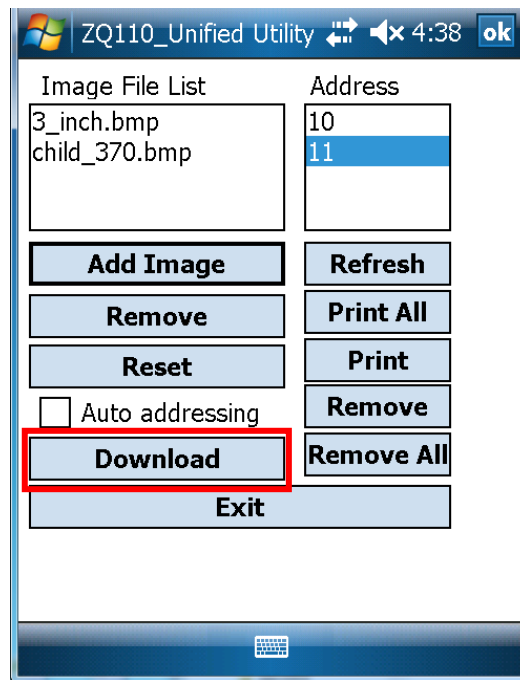 ZQ110_Unified Utility 4:38 ok
Image File List Address
3_inch.bmp 10
child_370.bmp 11
Add Image Refresh
Remove Print All
Reset Print
Auto addressing Remove
Download Remove All
Exit